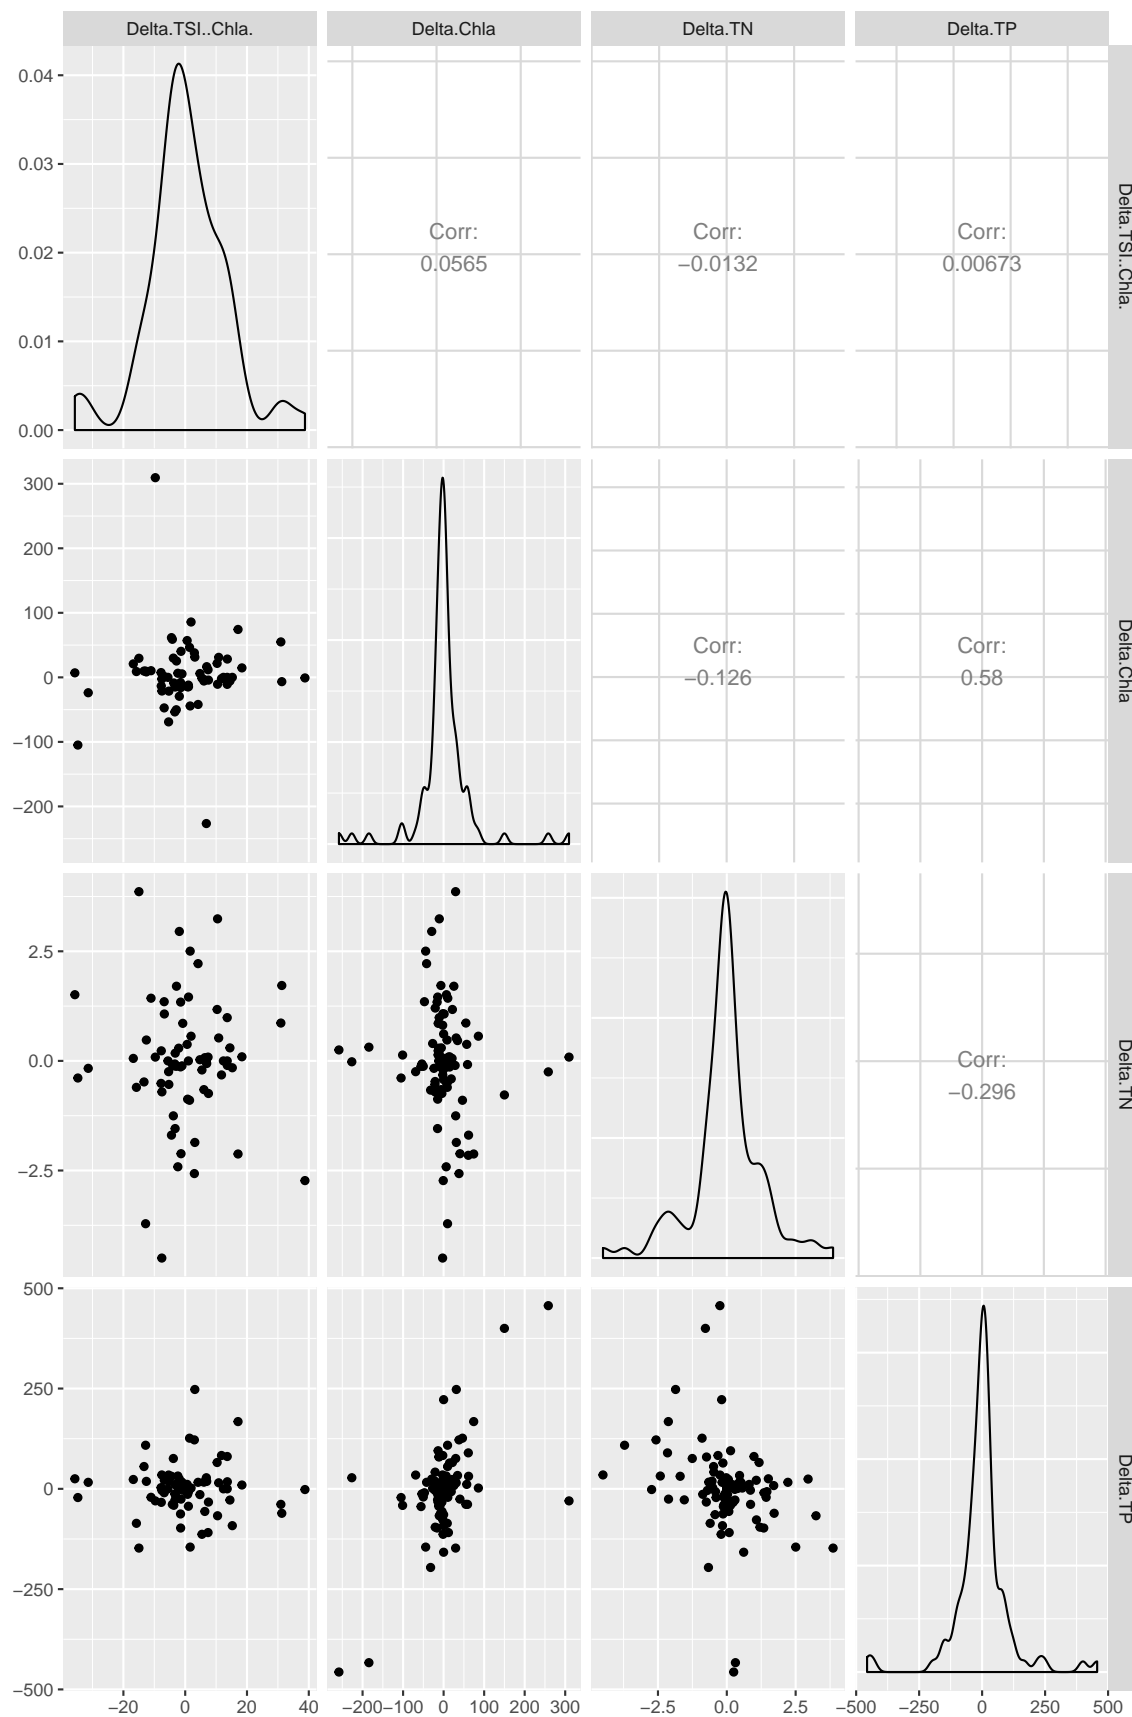 Delta.TSI..Chla.
Delta.Chla
Delta.TN
Delta.TP
0.04
0.03
0.02
0.01
0.00
Corr:
0.0565
Corr:
−0.0132
Corr:
0.00673
Delta.TSI..Chla.
300
200
100
0
−100
−200
Corr:
−0.126
Corr:
0.58
Delta.Chla
2.5
0.0
−2.5
Corr:
−0.296
Delta.TN
500
250
0
−250
−500
Delta.TP
−20 0 20 40
−200 −100 0 100 200 300
−2.5 0.0 2.5
−500 −250 0 250 500